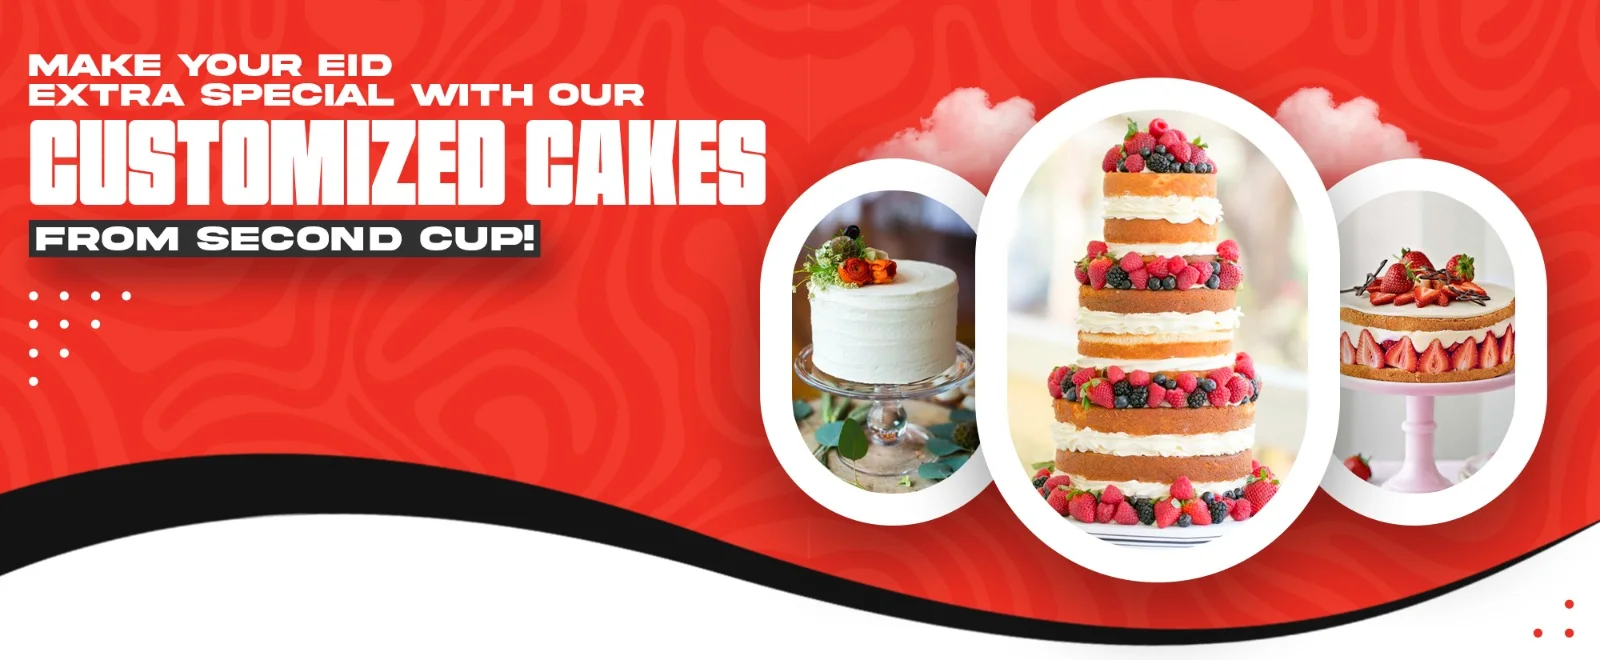 MAKE YOUR EID
EXTRA SPECIAL WITH OUR
CUSTOMIZED CAKES
FROM SECOND CUP!